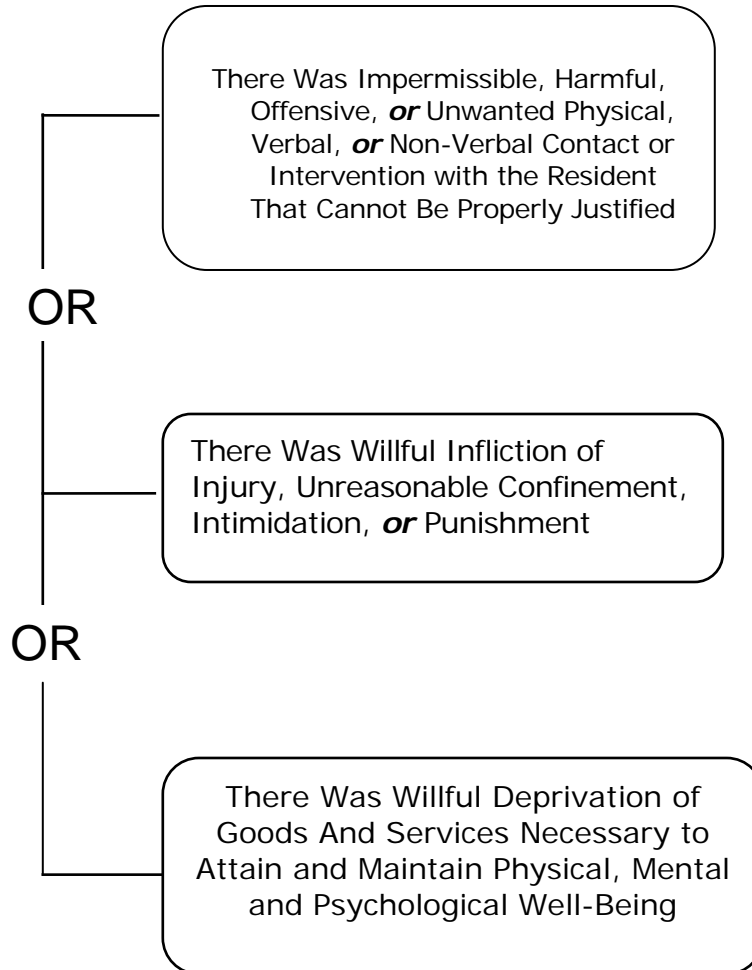 There Was Impermissible, Harmful,
Offensive, or Unwanted Physical,
Verbal, or Non-Verbal Contact or
Intervention with the Resident
That Cannot Be Properly Justified
OR
There Was Willful Infliction of
Injury, Unreasonable Confinement,
Intimidation, or Punishment
OR
There Was Willful Deprivation of
Goods And Services Necessary to
Attain and Maintain Physical, Mental
and Psychological Well-Being